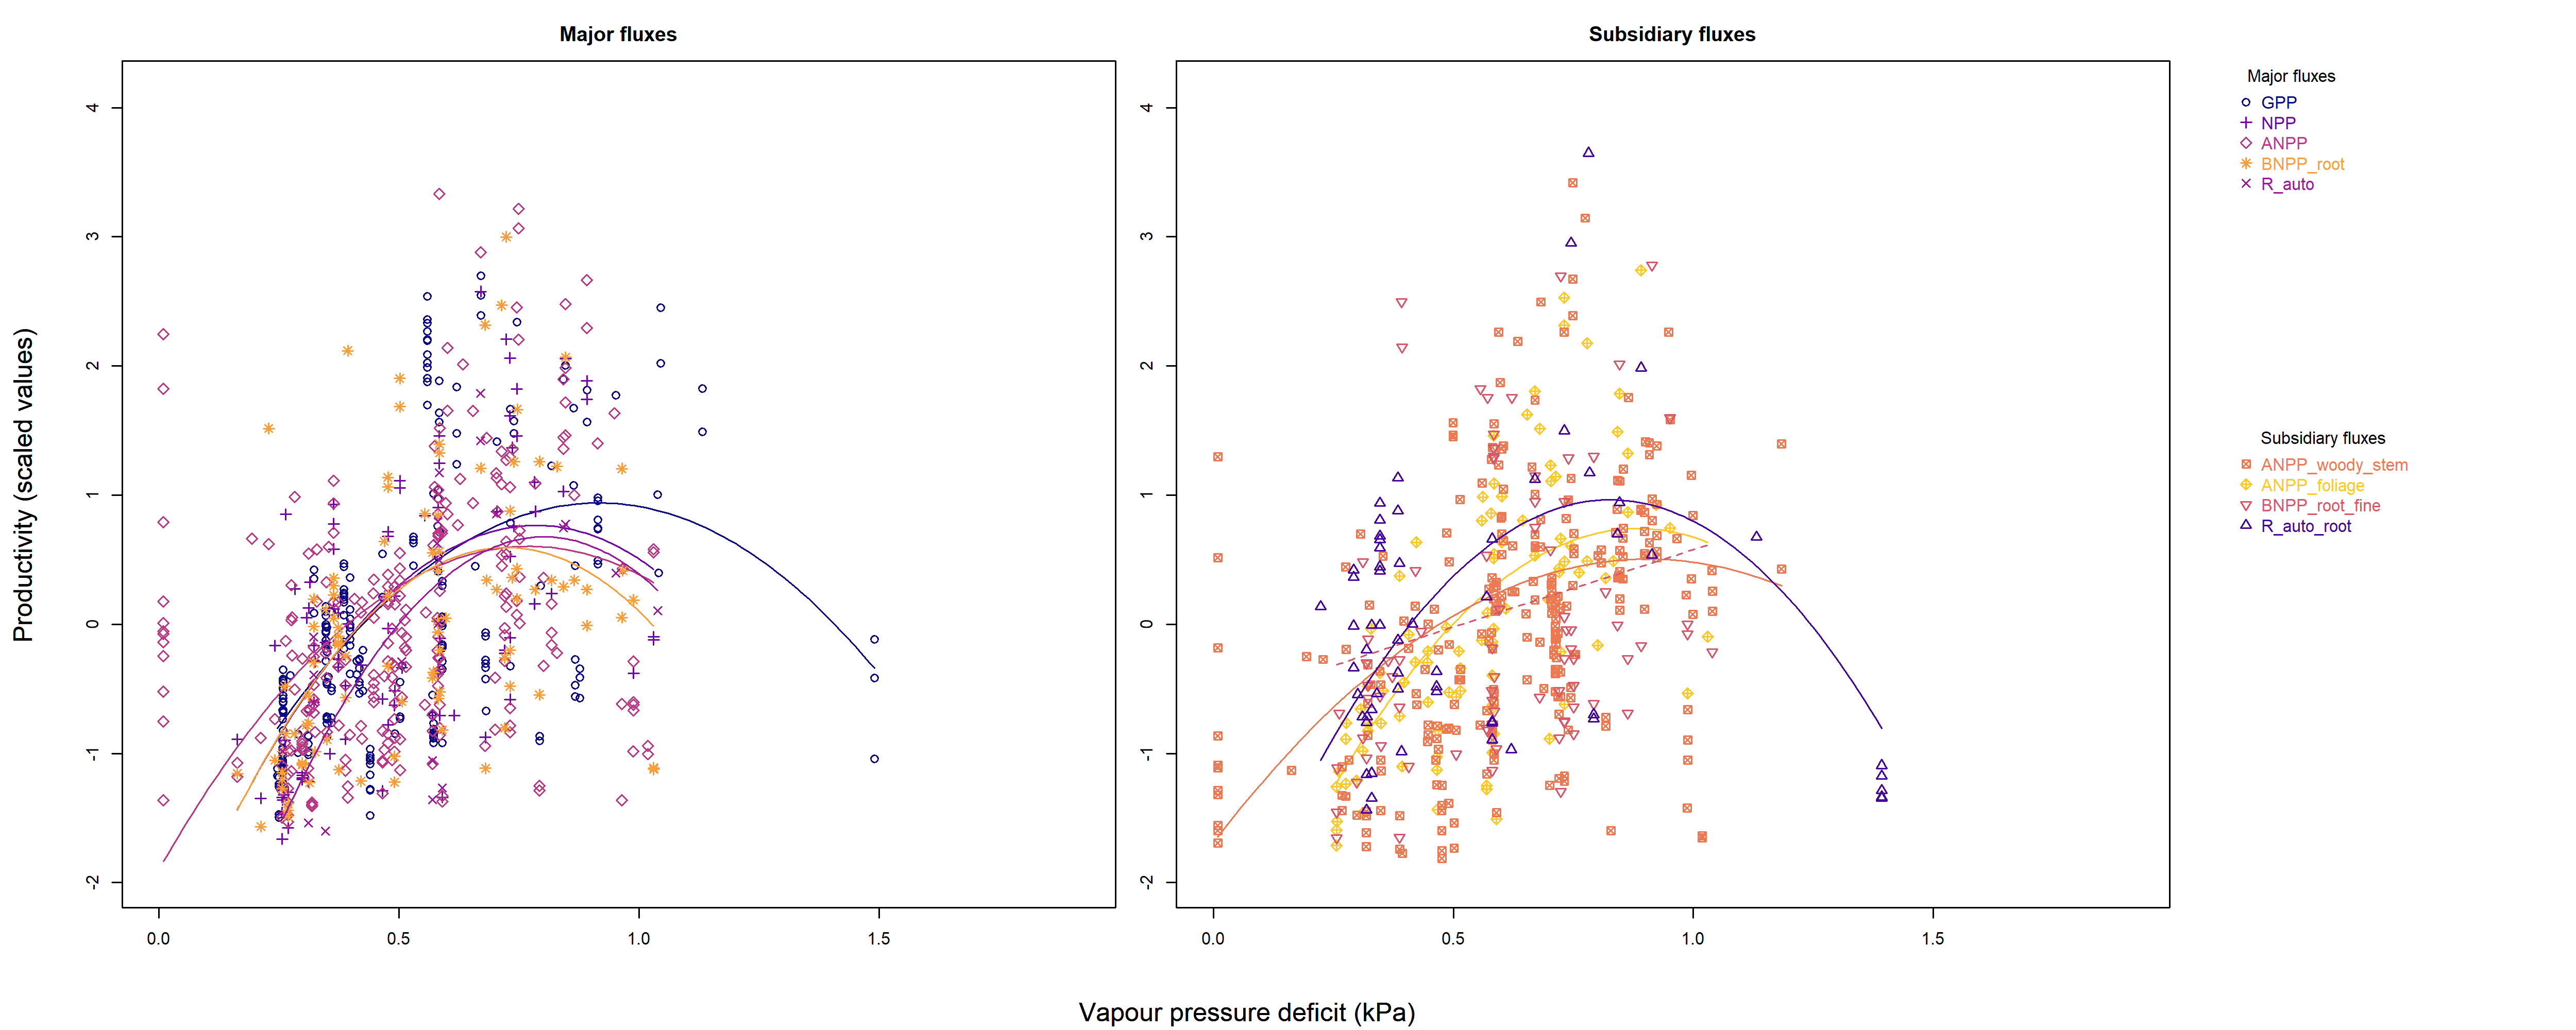 Major fluxes
Subsidiary fluxes
Productivity (scaled values)
4
3
2
1
0
-1
-2
0.0
0.5
1.0
1.5
4
3
2
1
0
-1
-2
0.0
0.5
1.0
1.5
Vapour pressure deficit (kPa)
Major fluxes
GPP
NPP
ANPP
BNPP_root
R_auto
Subsidiary fluxes
ANPP_woody_stem
ANPP_foliage
BNPP_root_fine
R_auto_root